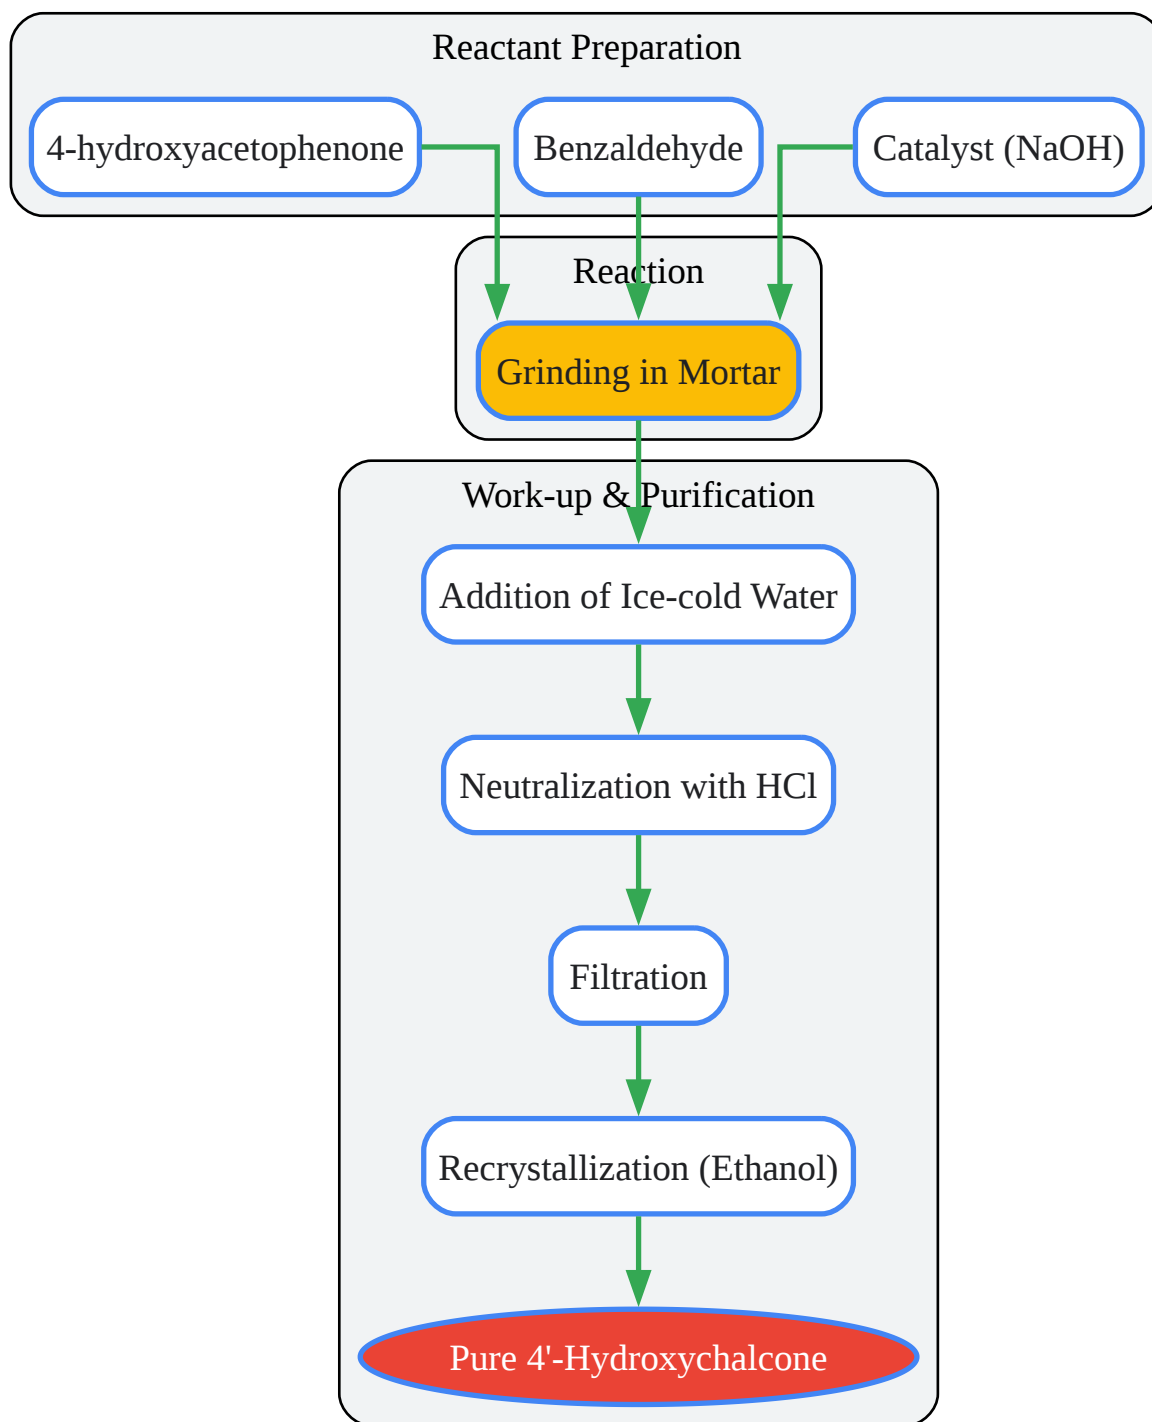 Reactant Preparation
4-hydroxyacetophenone
Benzaldehyde
Catalyst (NaOH)
Reaction
Grinding in Mortar
Work-up & Purification
Addition of Ice-cold Water
Neutralization with HCl
Filtration
Recrystallization (Ethanol)
Pure 4'-Hydroxychalcone